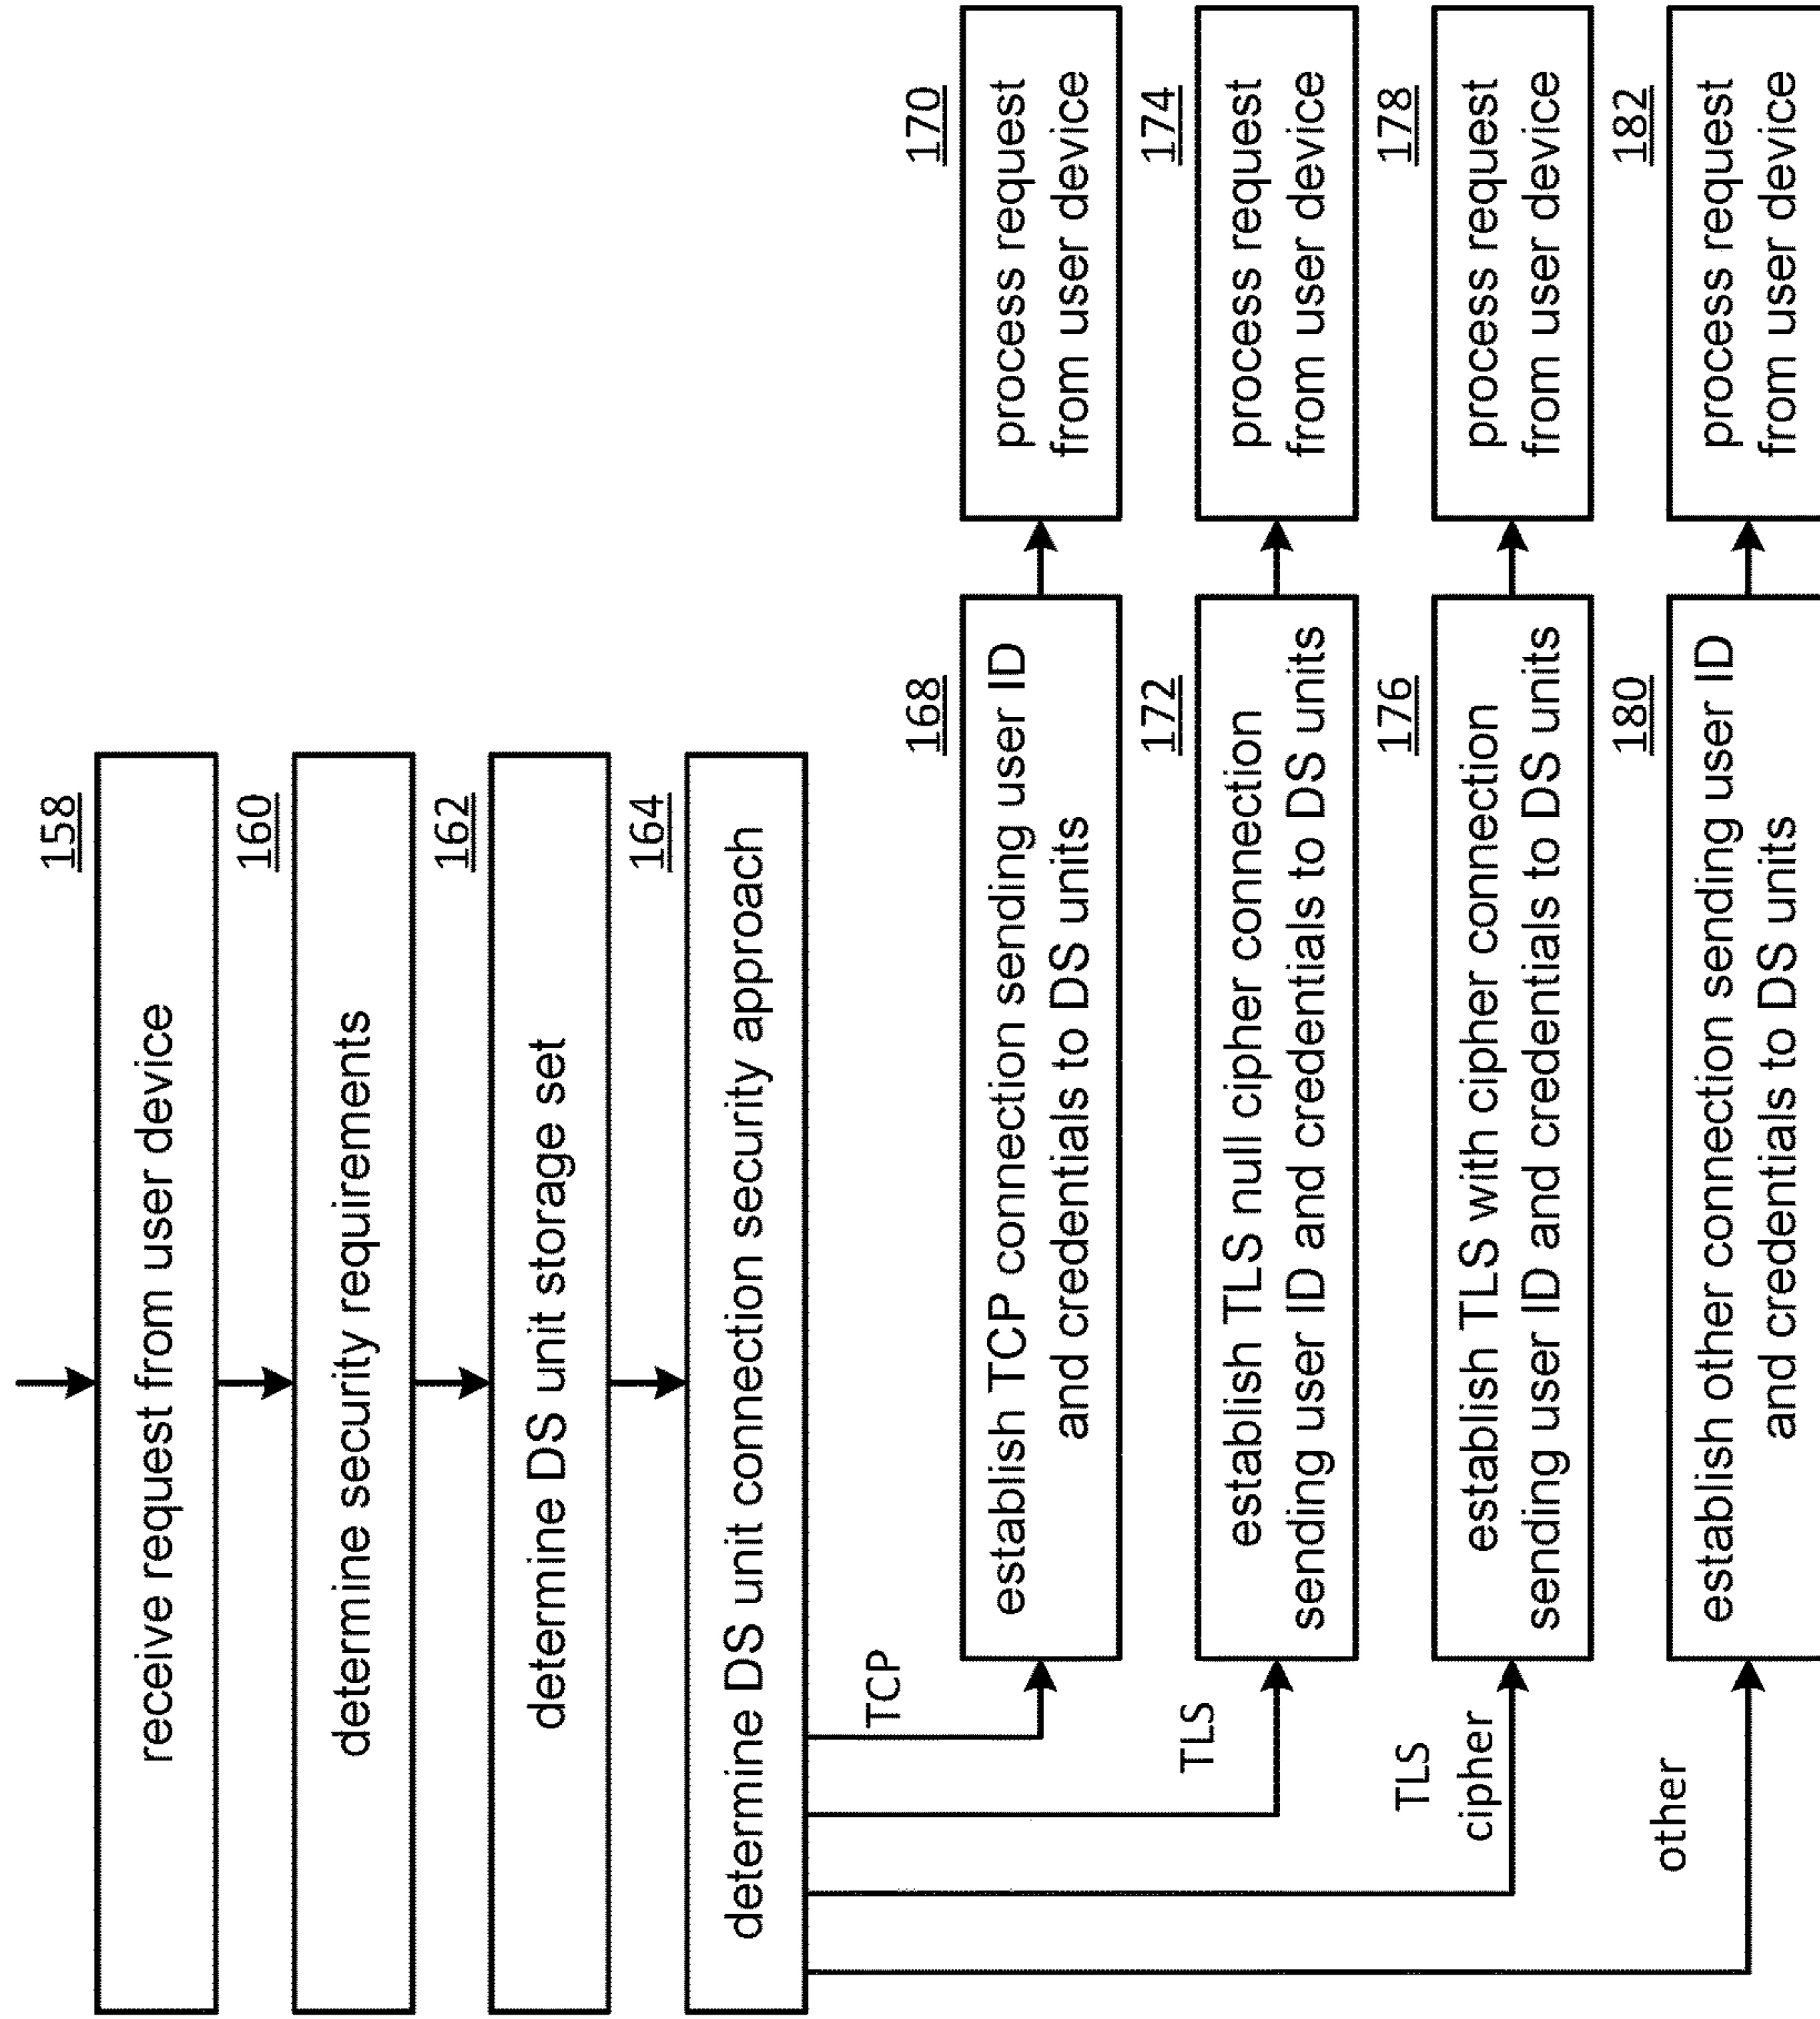 158
receive request from user device
160
determine security requirements
162
determine DS unit storage set
164
determine DS unit connection security approach
TCP
168
establish TCP connection sending user ID
and credentials to DS units
170
process request
from user device
TLS
172
establish TLS null cipher connection
sending user ID and credentials to DS units
174
process request
from user device
TLS
cipher
176
establish TLS with cipher connection
sending user ID and credentials to DS units
178
process request
from user device
other
180
establish other connection sending user ID
and credentials to DS units
182
process request
from user device